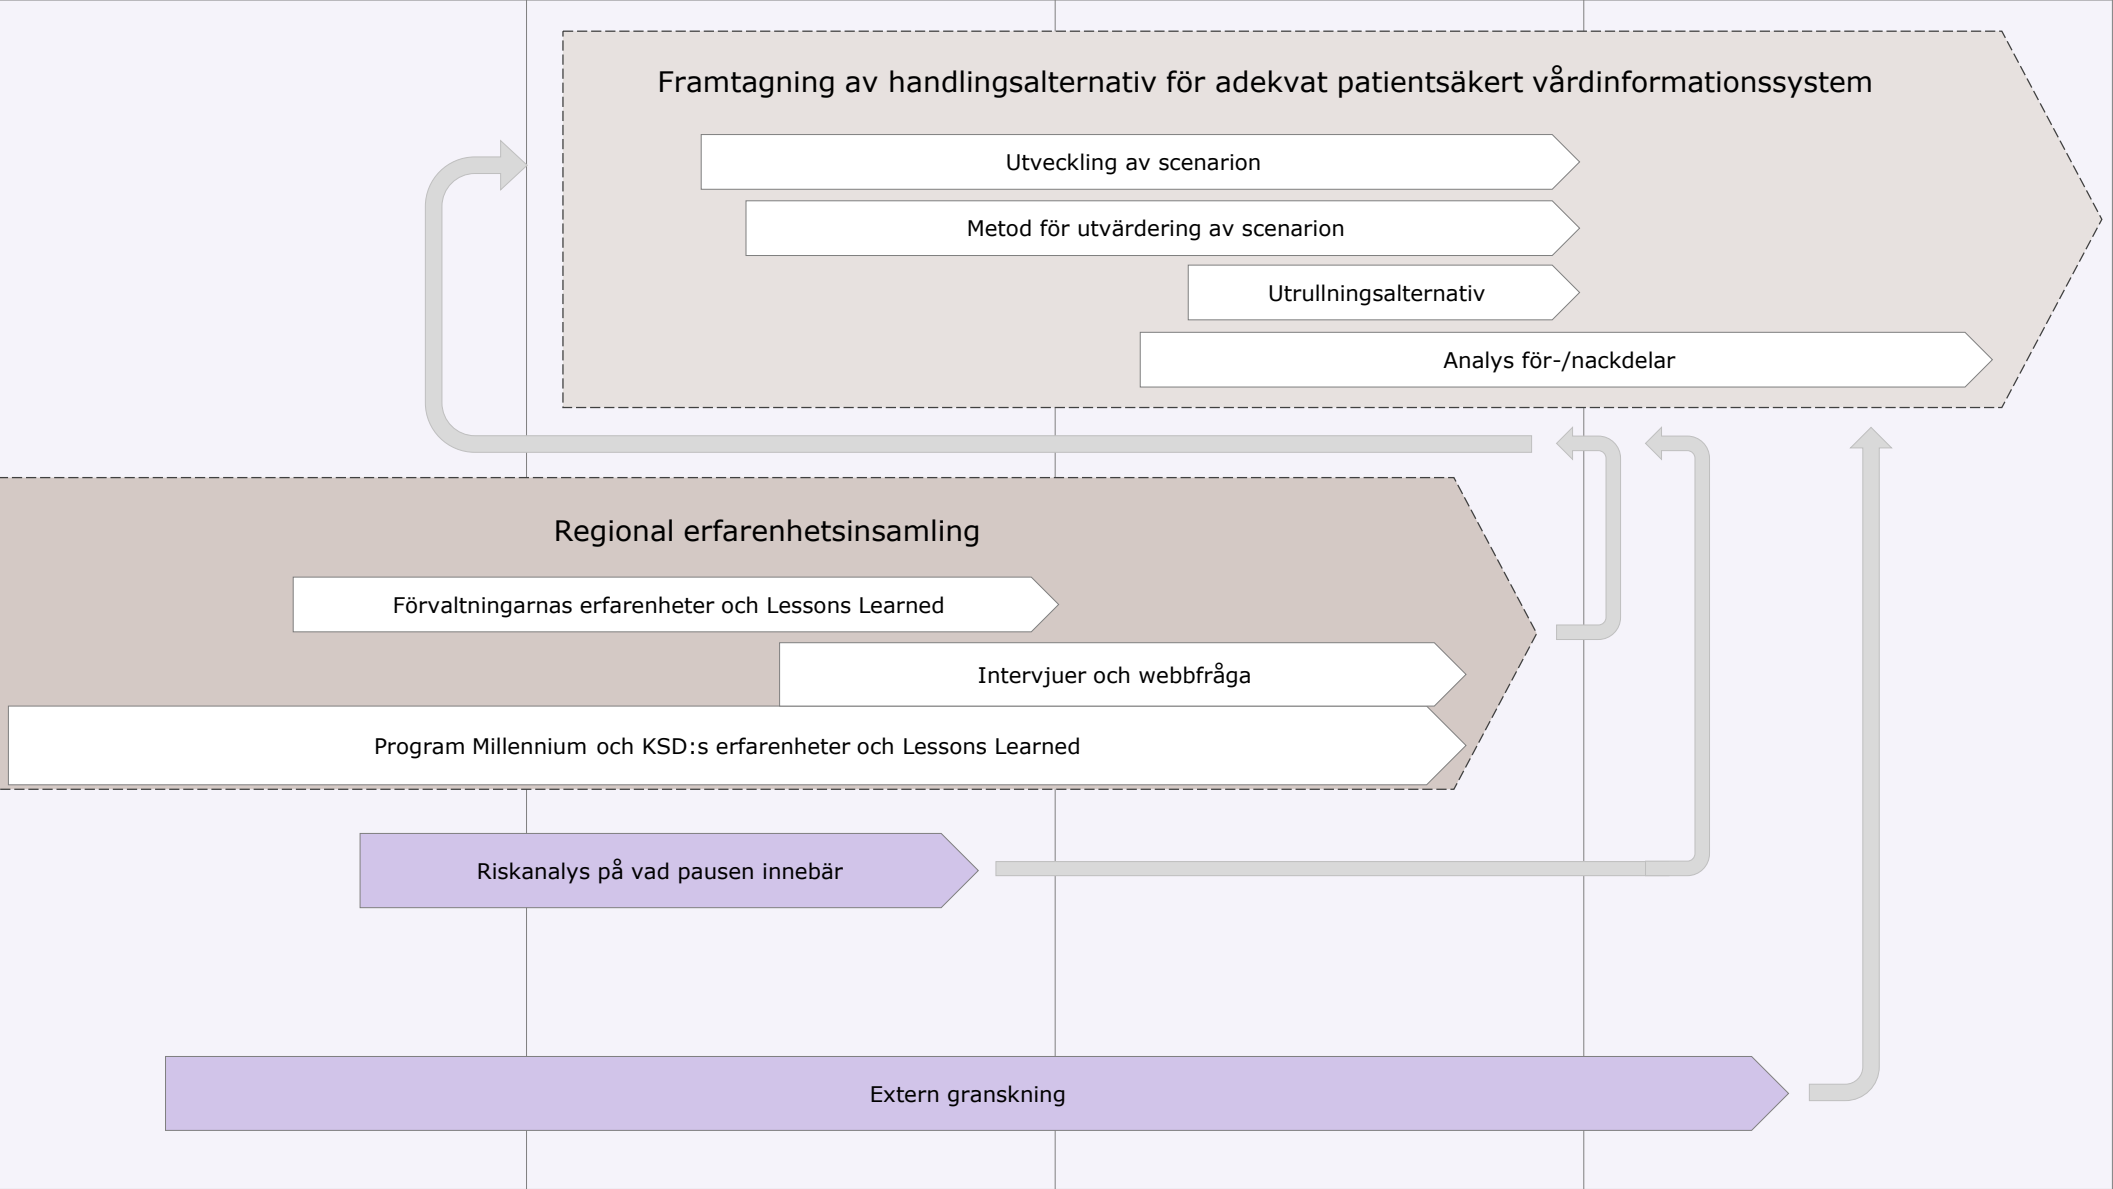 Framtagning av handlingsalternativ för adekvat patientsäkert vårdinformationssystem
Utveckling av scenarion
Metod för utvärdering av scenarion
Utrullningsalternativ
Analys för-/nackdelar
Regional erfarenhetsinsamling
Förvaltningarnas erfarenheter och Lessons Learned
Intervjuer och webbfråga
Program Millennium och KSD:s erfarenheter och Lessons Learned
Riskanalys på vad pausen innebär
Extern granskning